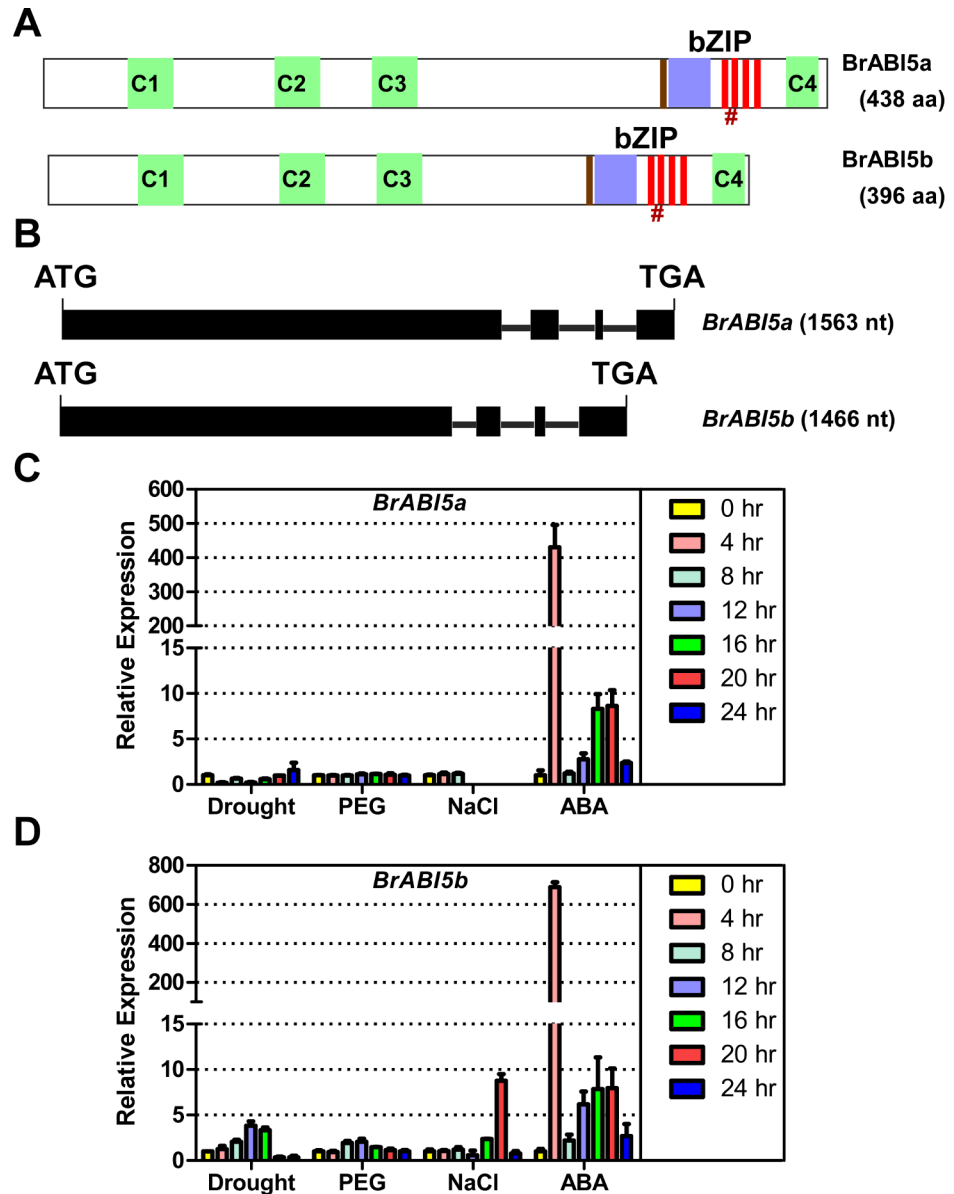 A
bZIP
C1 C2 C3 C4
#
BrABI5a
(438 aa)
bZIP
C1 C2 C3 C4
#
BrABI5b
(396 aa)
B
ATG TGA
BrABI5a (1563 nt)
ATG TGA
BrABI5b (1466 nt)
C
Relative Expression
600
500
400
300
200
15
10
5
0
BrABI5a
Drought PEG NaCl ABA
0 hr
4 hr
8 hr
12 hr
16 hr
20 hr
24 hr
D
Relative Expression
800
600
400
200
15
10
5
0
BrABI5b
Drought PEG NaCl ABA
0 hr
4 hr
8 hr
12 hr
16 hr
20 hr
24 hr